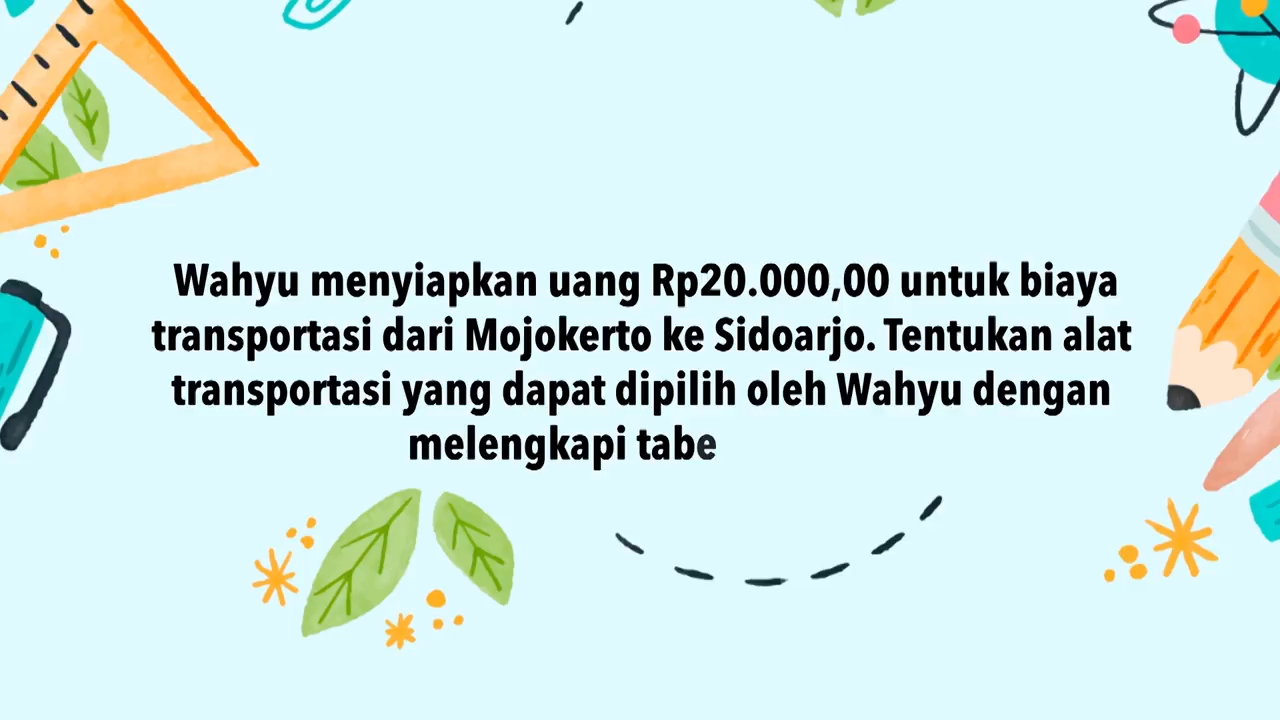 Wahyu menyiapkan uang Rp20.000,00 untuk biaya
transportasi dari Mojokerto ke Sidoarjo. Tentukan alat
transportasi yang dapat dipilih oleh Wahyu dengan
melengkapi tabe